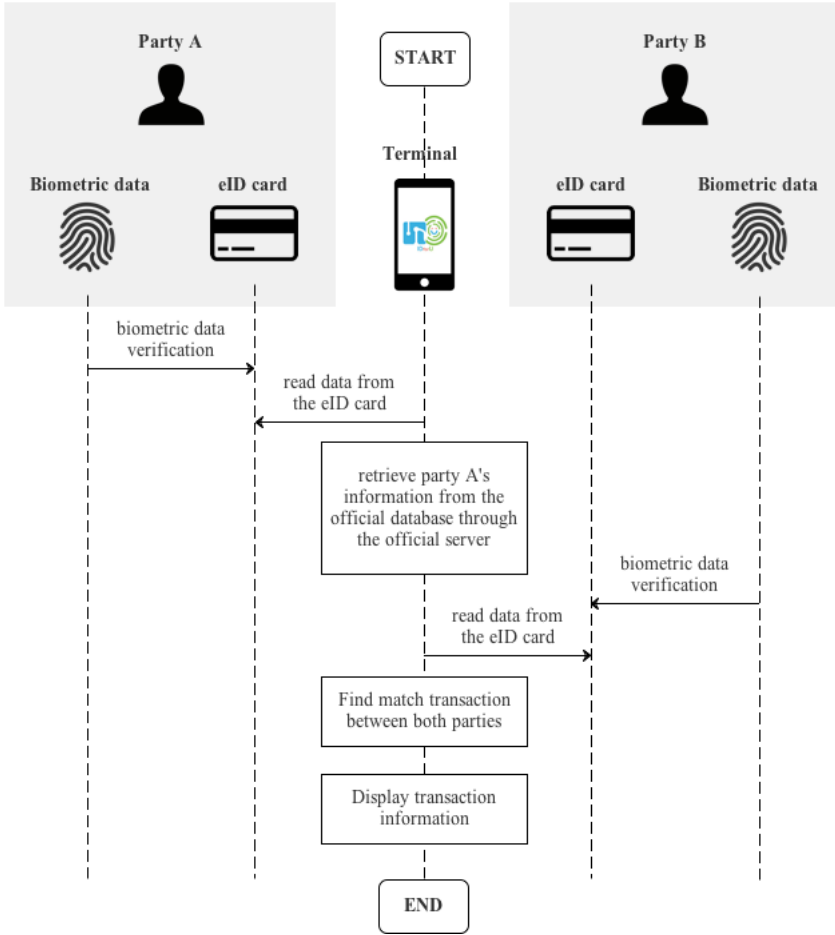 Party A
START
Party B
Terminal
Biometric data
eID card
eID card
Biometric data
biometric data
verification
read data from
the eID card
retrieve party A's
information from the
official database through
the official server
biometric data
verification
read data from
the eID card
Find match transaction
between both parties
Display transaction
information
END